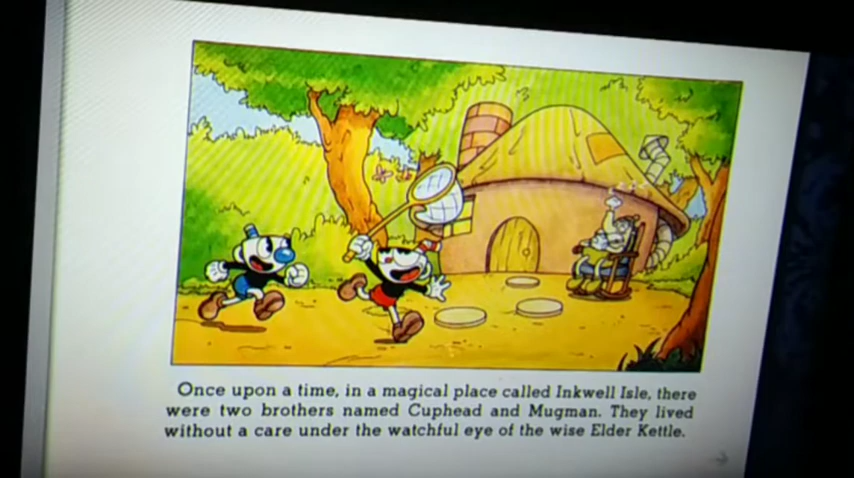 Once upon a time, in a magical place called Inkwell Isle, there
were two brothers named Cuphead and Mugman. They lived
without a care under the watchful eye of the wise Elder Kettle.